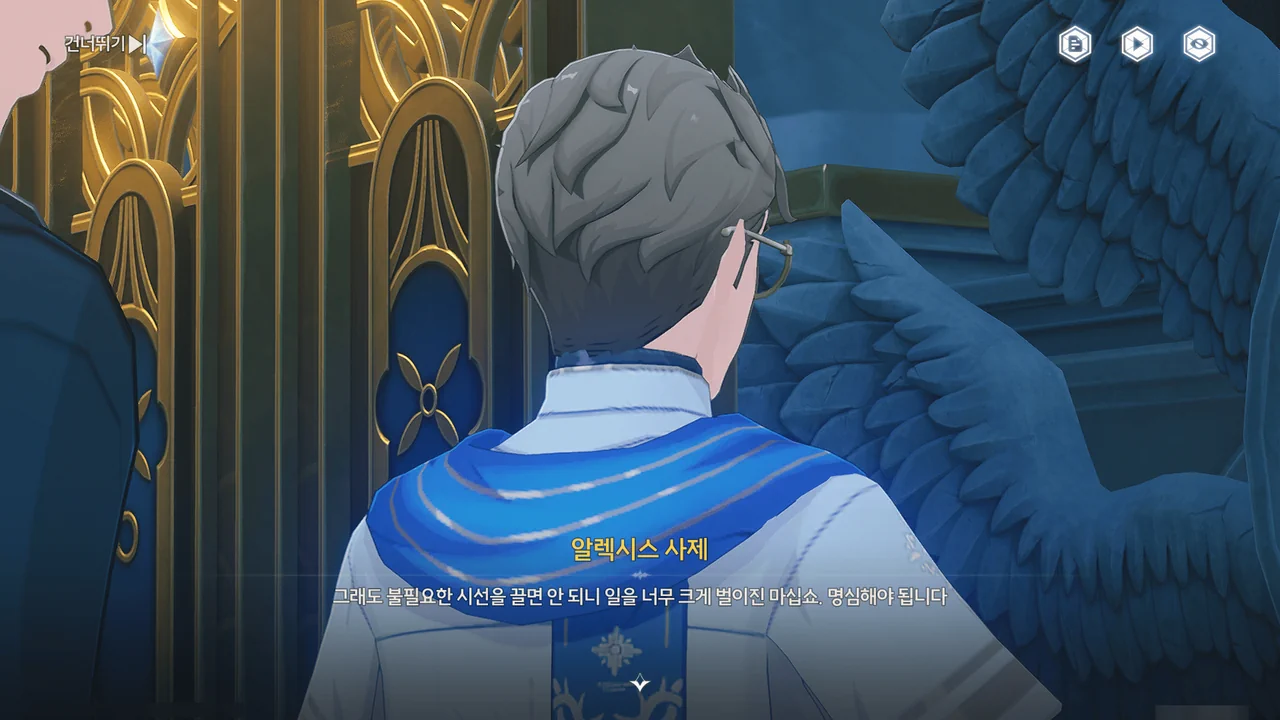 건너뛰기
알렉시스 사제
그래도 불필요한 시선을 끌면 안 되니 일을 너무 크게 벌이진 마십쇼. 명심해야 됩니다